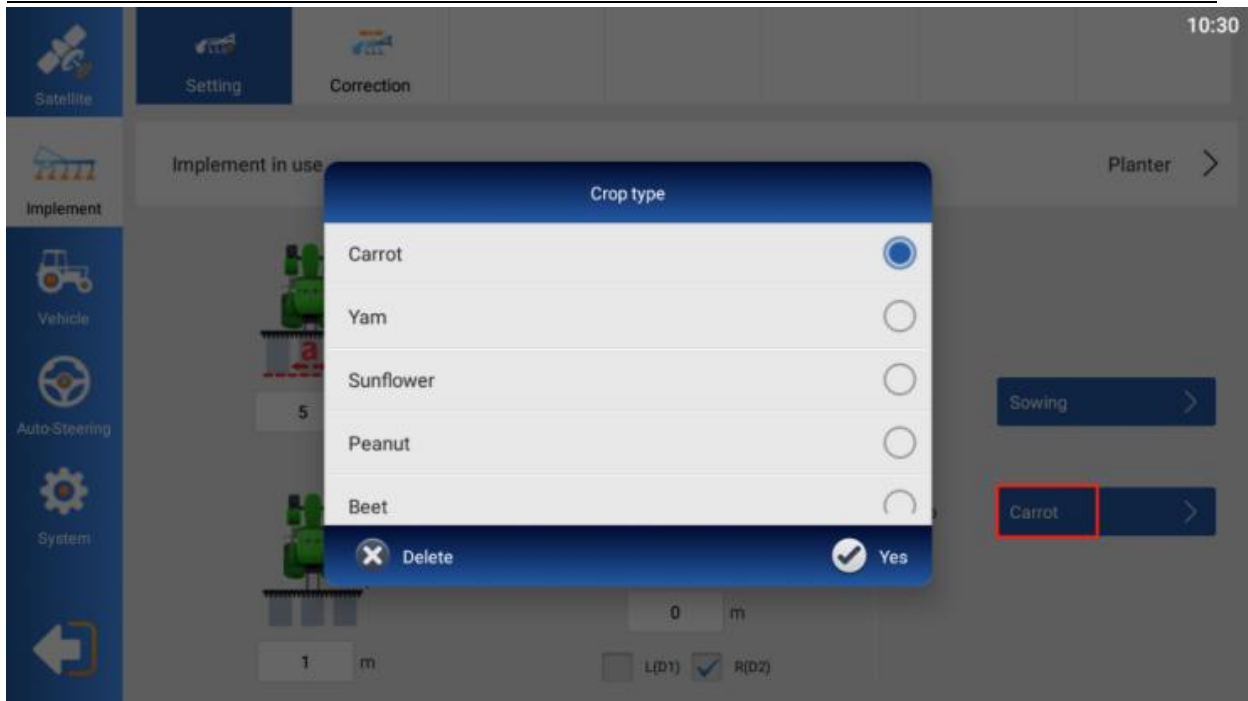 10:30
Satellite
Setting
Correction
Implement in use
Planter
Implement
Crop type
Carrot
Yam
Sunflower
Peanut
Beet
Delete
Yes
Vehicle
a
5
Sowing
Auto-Steering
Carrot
System
0 m
1 m
L(D1) R(D2)